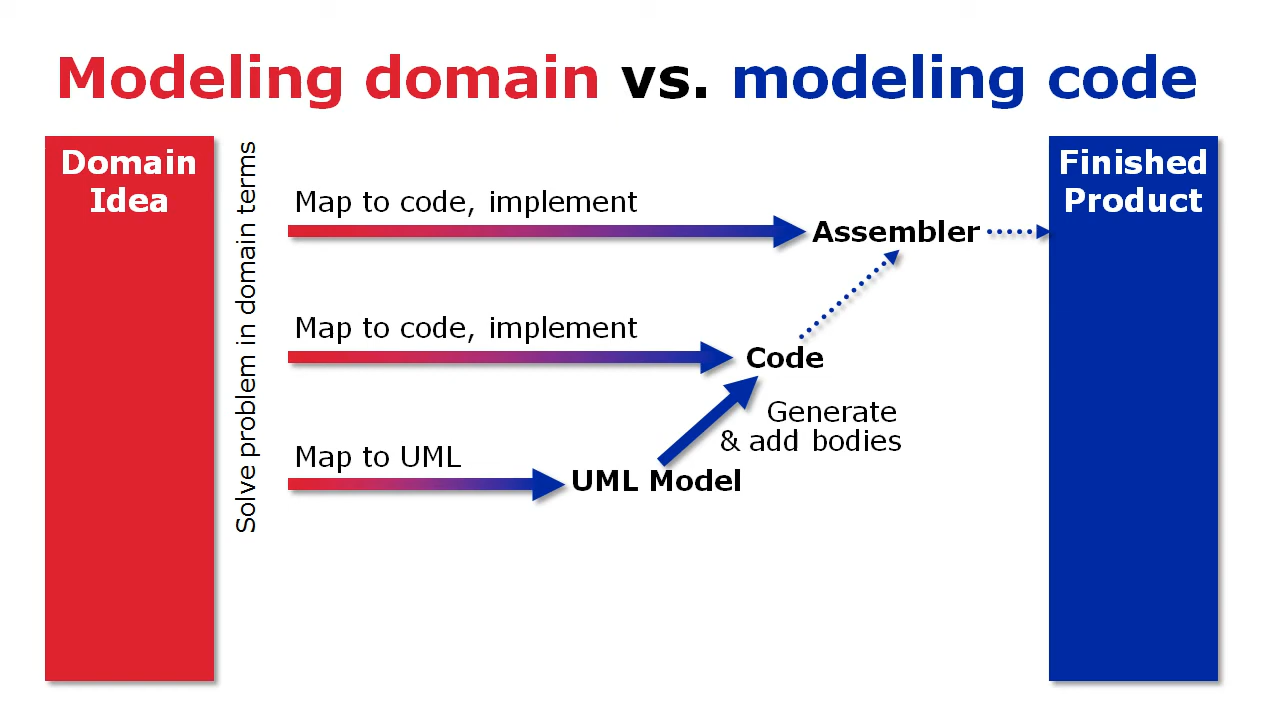 Modeling domain vs. modeling code
Domain
Idea
Solve problem in domain terms
Map to code, implement
Assembler
Map to code, implement
Code
Generate
& add bodies
Map to UML
UML Model
Finished
Product